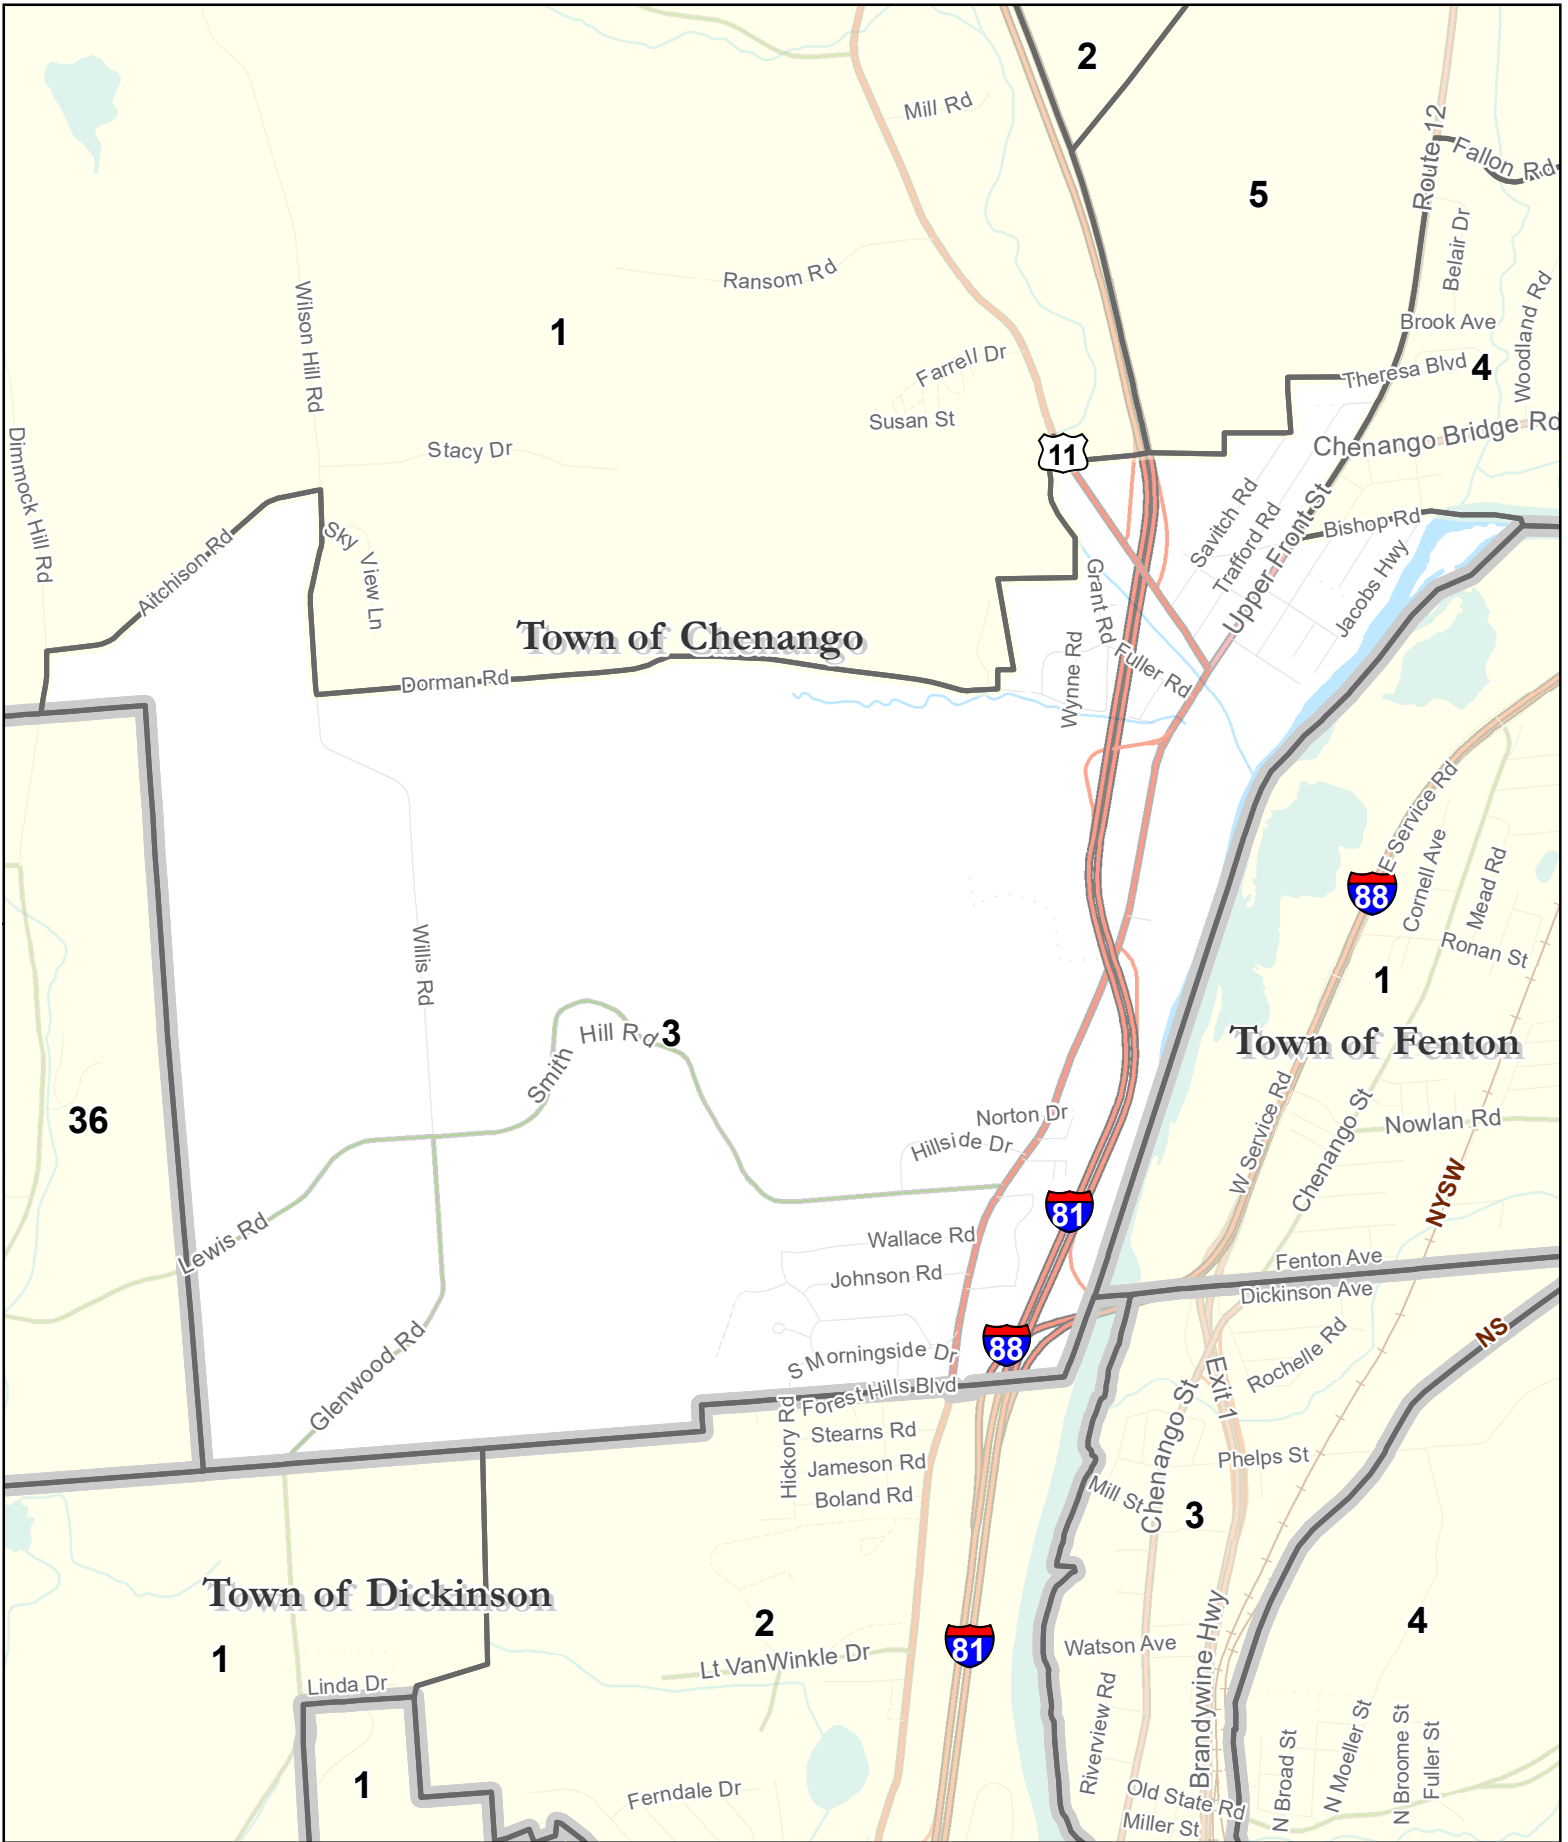 2
Mill Rd
Route 12
Fallon Rd
5
Belair Dr
Ransom Rd
Wilson Hill Rd
1
Brook Ave
Woodland Rd
Farrell Dr
Theresa Blvd
4
Susan St
Stacy Dr
Chenango Bridge Rd
11
Dimmock Hill Rd
Savitch Rd
Trafford Rd
Upper Front St
Bishop Rd
Jacobs Hwy
Aitchison Rd
Sky View Ln
Grant Rd
Town of Chenango
Wynne Rd
Fuller Rd
Dorman Rd
E Service Rd
88
Cornell Ave
Mead Rd
Ronan St
Willis Rd
1
Smith Hill Rd
3
Town of Fenton
36
Norton Dr
Hillside Dr
W Service Rd
Chenango St
Nowlan Rd
NYSW
81
Lewis Rd
Wallace Rd
Johnson Rd
Fenton Ave
Dickinson Ave
88
NS
Glenwood Rd
S Morningside Dr
Exit 1
Rochelle Rd
Forest Hills Blvd
Hickory Rd
Stearns Rd
Jameson Rd
Boland Rd
Chenango St
Phelps St
Mill St
3
Town of Dickinson
2
4
1
81
Watson Ave
Lt VanWinkle Dr
Linda Dr
Riverview Rd
Brandywine Hwy
N Broad St
N Moeller St
N Broome St
Fuller St
1
Ferndale Dr
Old State Rd
Miller St